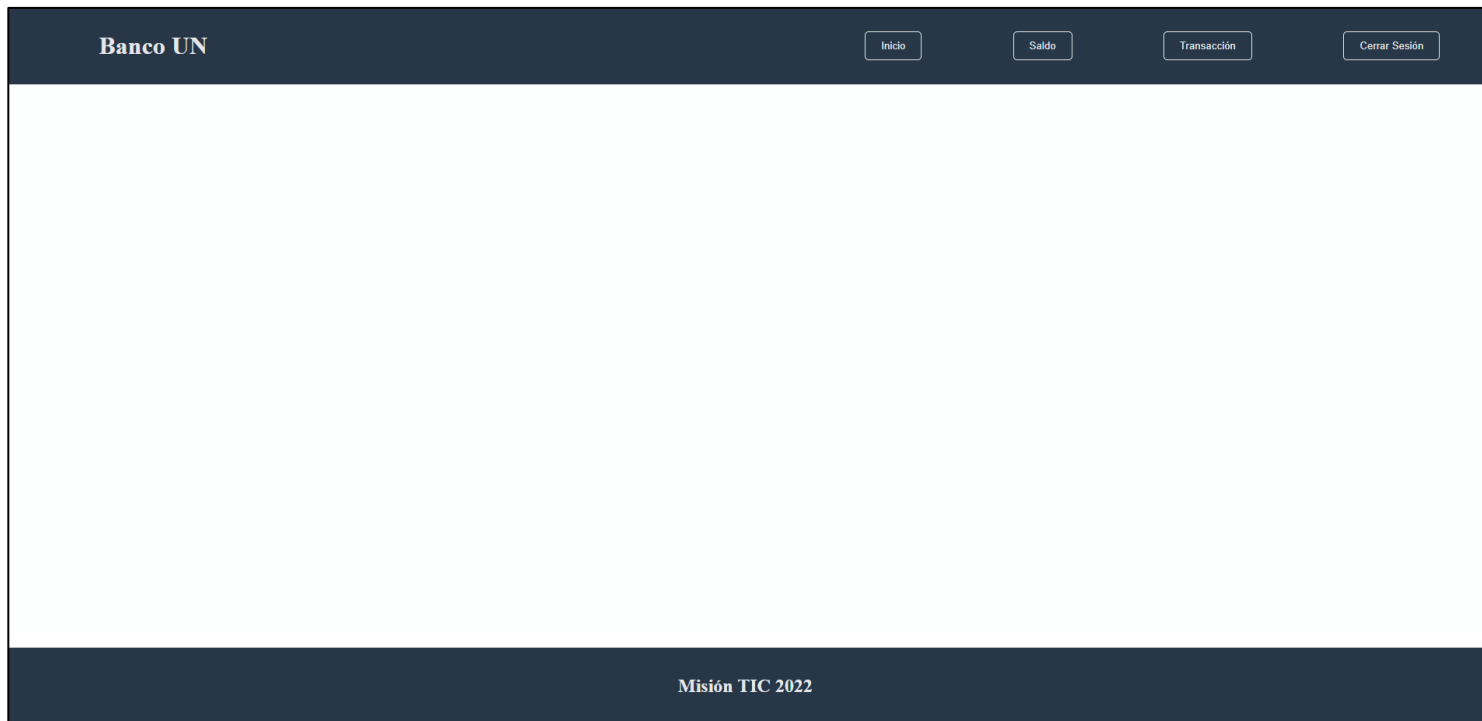 Banco UN
Inicio
Saldo
Transacción
Cerrar Sesión
Misión TIC 2022